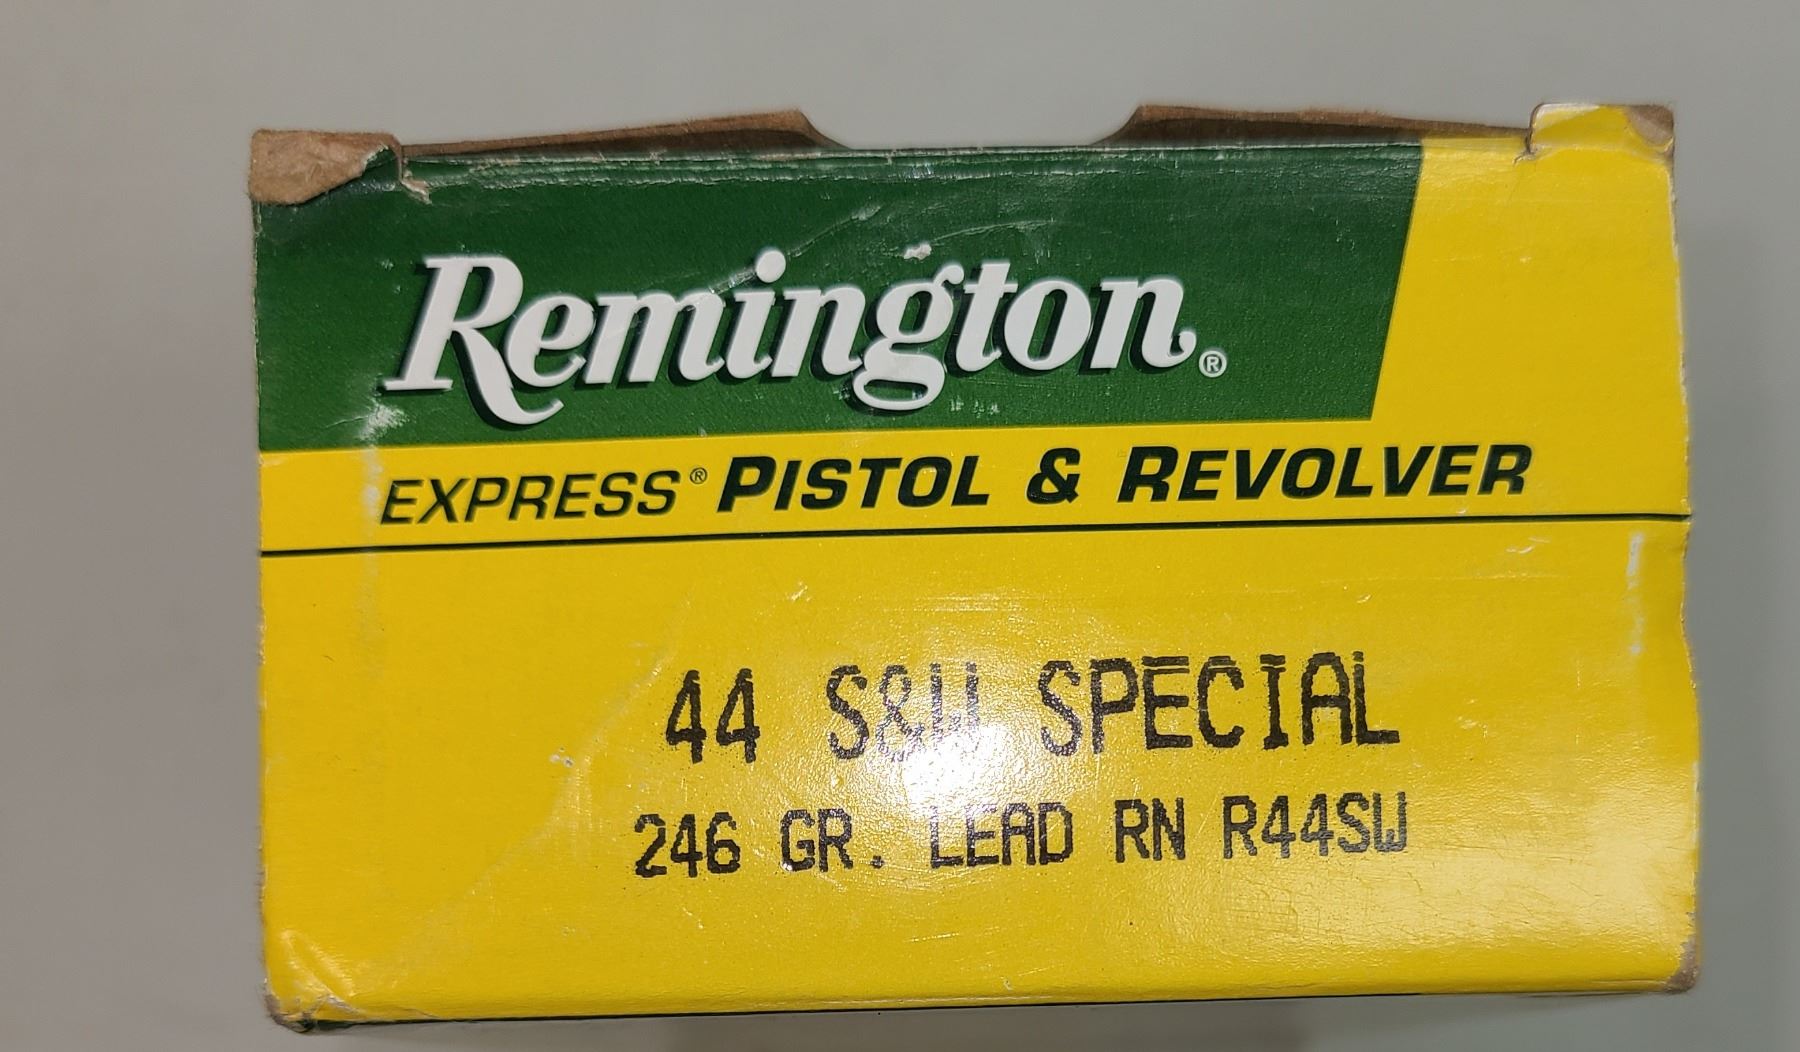 Remington®
EXPRESS® PISTOL & REVOLVER
44 S&W SPECIAL
246 GR. LEAD RN R44SW